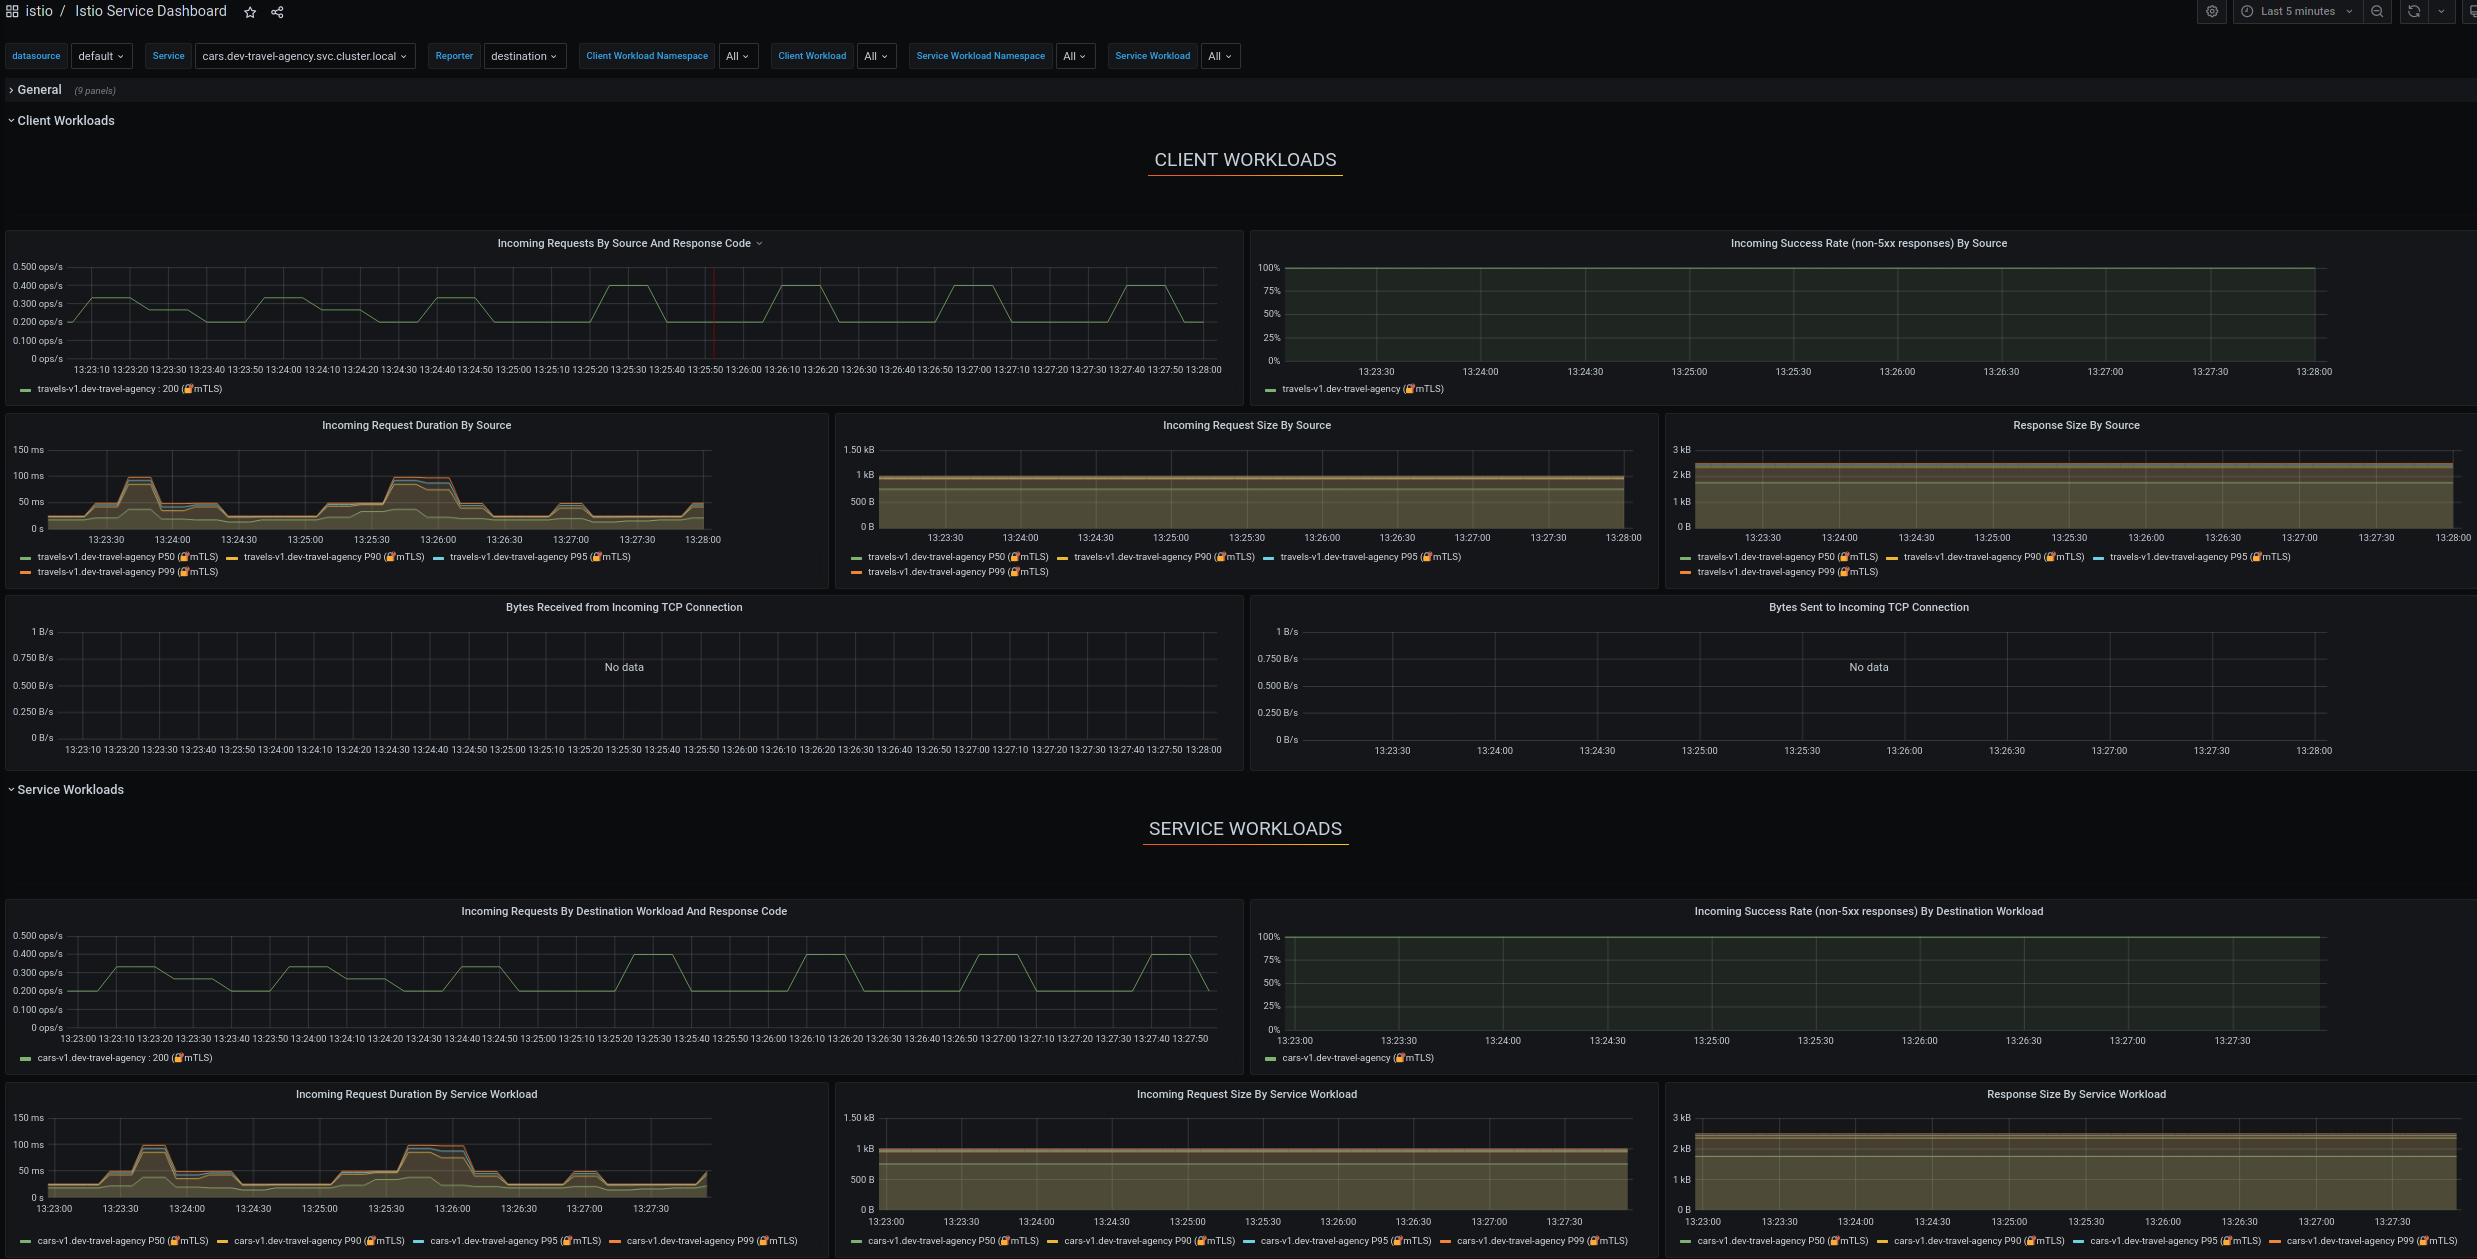 istio / Istio Service Dashboard
Last 5 minutes
datasource default Service cars.dev-travel-agency.svc.cluster.local Reporter destination Client Workload Namespace All Client Workload All Service Workload Namespace All Service Workload All
General (9 panels)
Client Workloads
CLIENT WORKLOADS
Incoming Requests By Source And Response Code
0.500 ops/s
0.400 ops/s
0.300 ops/s
0.200 ops/s
0.100 ops/s
0 ops/s
13:23:10 13:23:20 13:23:30 13:23:40 13:23:50 13:24:00 13:24:10 13:24:20 13:24:30 13:24:40 13:24:50 13:25:00 13:25:10 13:25:20 13:25:30 13:25:40 13:25:50 13:26:00 13:26:10 13:26:20 13:26:30 13:26:40 13:26:50 13:27:00 13:27:10 13:27:20 13:27:30 13:27:40 13:27:50 13:28:00
travels-v1.dev-travel-agency : 200 (🔐mTLS)
Incoming Success Rate (non-5xx responses) By Source
100%
75%
50%
25%
0%
13:23:30 13:24:00 13:24:30 13:25:00 13:25:30 13:26:00 13:26:30 13:27:00 13:27:30 13:28:00
travels-v1.dev-travel-agency (🔐mTLS)
Incoming Request Duration By Source
150 ms
100 ms
50 ms
0 s
13:23:30 13:24:00 13:24:30 13:25:00 13:25:30 13:26:00 13:26:30 13:27:00 13:27:30 13:28:00
travels-v1.dev-travel-agency P50 (🔐mTLS) travels-v1.dev-travel-agency P90 (🔐mTLS) travels-v1.dev-travel-agency P95 (🔐mTLS)
travels-v1.dev-travel-agency P99 (🔐mTLS)
Incoming Request Size By Source
1.50 kB
1 kB
500 B
0 B
13:23:30 13:24:00 13:24:30 13:25:00 13:25:30 13:26:00 13:26:30 13:27:00 13:27:30 13:28:00
travels-v1.dev-travel-agency P50 (🔐mTLS) travels-v1.dev-travel-agency P90 (🔐mTLS) travels-v1.dev-travel-agency P95 (🔐mTLS)
travels-v1.dev-travel-agency P99 (🔐mTLS)
Response Size By Source
3 kB
2 kB
1 kB
0 B
13:23:30 13:24:00 13:24:30 13:25:00 13:25:30 13:26:00 13:26:30 13:27:00 13:27:30 13:28:00
travels-v1.dev-travel-agency P50 (🔐mTLS) travels-v1.dev-travel-agency P90 (🔐mTLS) travels-v1.dev-travel-agency P95 (🔐mTLS)
travels-v1.dev-travel-agency P99 (🔐mTLS)
Bytes Received from Incoming TCP Connection
1 B/s
0.750 B/s
No data
0.500 B/s
0.250 B/s
0 B/s
13:23:10 13:23:20 13:23:30 13:23:40 13:23:50 13:24:00 13:24:10 13:24:20 13:24:30 13:24:40 13:24:50 13:25:00 13:25:10 13:25:20 13:25:30 13:25:40 13:25:50 13:26:00 13:26:10 13:26:20 13:26:30 13:26:40 13:26:50 13:27:00 13:27:10 13:27:20 13:27:30 13:27:40 13:27:50 13:28:00
Bytes Sent to Incoming TCP Connection
1 B/s
0.750 B/s
No data
0.500 B/s
0.250 B/s
0 B/s
13:23:30 13:24:00 13:24:30 13:25:00 13:25:30 13:26:00 13:26:30 13:27:00 13:27:30 13:28:00
Service Workloads
SERVICE WORKLOADS
Incoming Requests By Destination Workload And Response Code
0.500 ops/s
0.400 ops/s
0.300 ops/s
0.200 ops/s
0.100 ops/s
0 ops/s
13:23:00 13:23:10 13:23:20 13:23:30 13:23:40 13:23:50 13:24:00 13:24:10 13:24:20 13:24:30 13:24:40 13:24:50 13:25:00 13:25:10 13:25:20 13:25:30 13:25:40 13:25:50 13:26:00 13:26:10 13:26:20 13:26:30 13:26:40 13:26:50 13:27:00 13:27:10 13:27:20 13:27:30 13:27:40 13:27:50
cars-v1.dev-travel-agency : 200 (🔐mTLS)
Incoming Success Rate (non-5xx responses) By Destination Workload
100%
75%
50%
25%
0%
13:23:00 13:23:30 13:24:00 13:24:30 13:25:00 13:25:30 13:26:00 13:26:30 13:27:00 13:27:30
cars-v1.dev-travel-agency (🔐mTLS)
Incoming Request Duration By Service Workload
150 ms
100 ms
50 ms
0 s
13:23:00 13:23:30 13:24:00 13:24:30 13:25:00 13:25:30 13:26:00 13:26:30 13:27:00 13:27:30
cars-v1.dev-travel-agency P50 (🔐mTLS) cars-v1.dev-travel-agency P90 (🔐mTLS) cars-v1.dev-travel-agency P95 (🔐mTLS) cars-v1.dev-travel-agency P99 (🔐mTLS)
Incoming Request Size By Service Workload
1.50 kB
1 kB
500 B
0 B
13:23:00 13:23:30 13:24:00 13:24:30 13:25:00 13:25:30 13:26:00 13:26:30 13:27:00 13:27:30
cars-v1.dev-travel-agency P50 (🔐mTLS) cars-v1.dev-travel-agency P90 (🔐mTLS) cars-v1.dev-travel-agency P95 (🔐mTLS) cars-v1.dev-travel-agency P99 (🔐mTLS)
Response Size By Service Workload
3 kB
2 kB
1 kB
0 B
13:23:00 13:23:30 13:24:00 13:24:30 13:25:00 13:25:30 13:26:00 13:26:30 13:27:00 13:27:30
cars-v1.dev-travel-agency P50 (🔐mTLS) cars-v1.dev-travel-agency P90 (🔐mTLS) cars-v1.dev-travel-agency P95 (🔐mTLS) cars-v1.dev-travel-agency P99 (🔐mTLS)